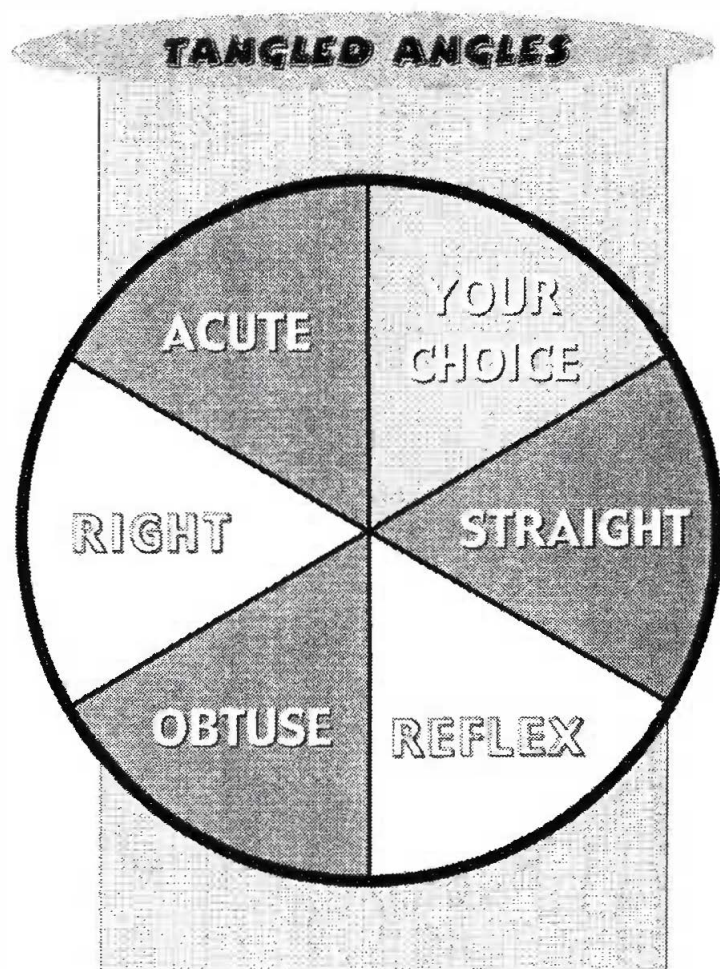 TANGLED ANGLES
YOUR
CHOICE
ACUTE
RIGHT
STRAIGHT
OBTUSE
REFLEX